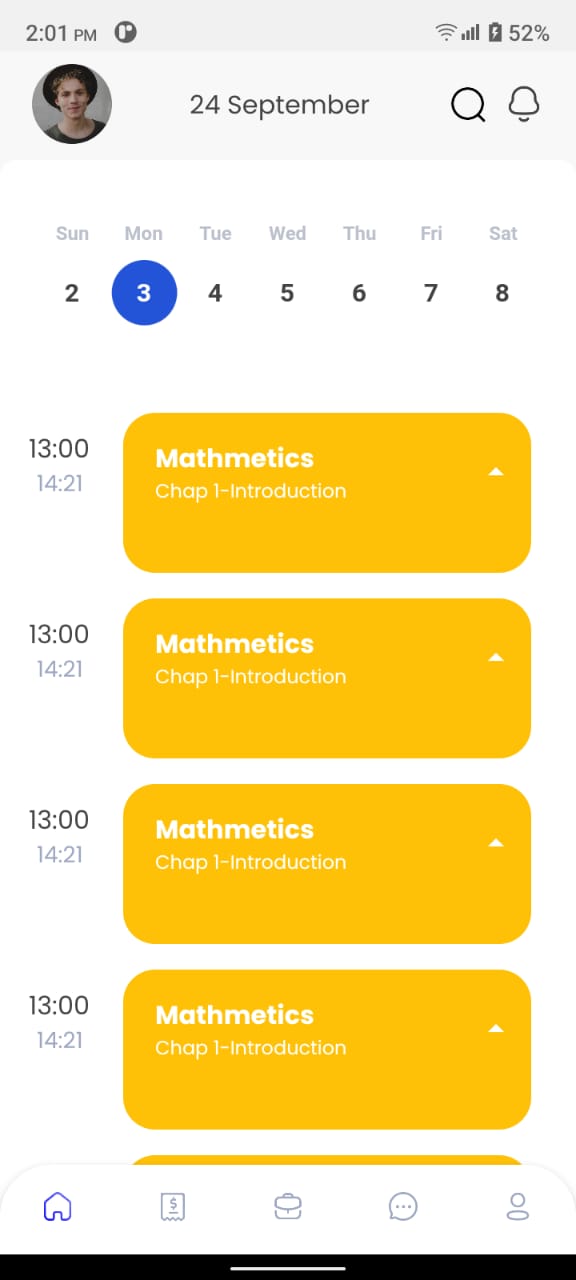 2:01 PM 52%
24 September
Sun Mon Tue Wed Thu Fri Sat
2 3 4 5 6 7 8
13:00
14:21
Mathmetics
Chap 1-Introduction
13:00
14:21
Mathmetics
Chap 1-Introduction
13:00
14:21
Mathmetics
Chap 1-Introduction
13:00
14:21
Mathmetics
Chap 1-Introduction